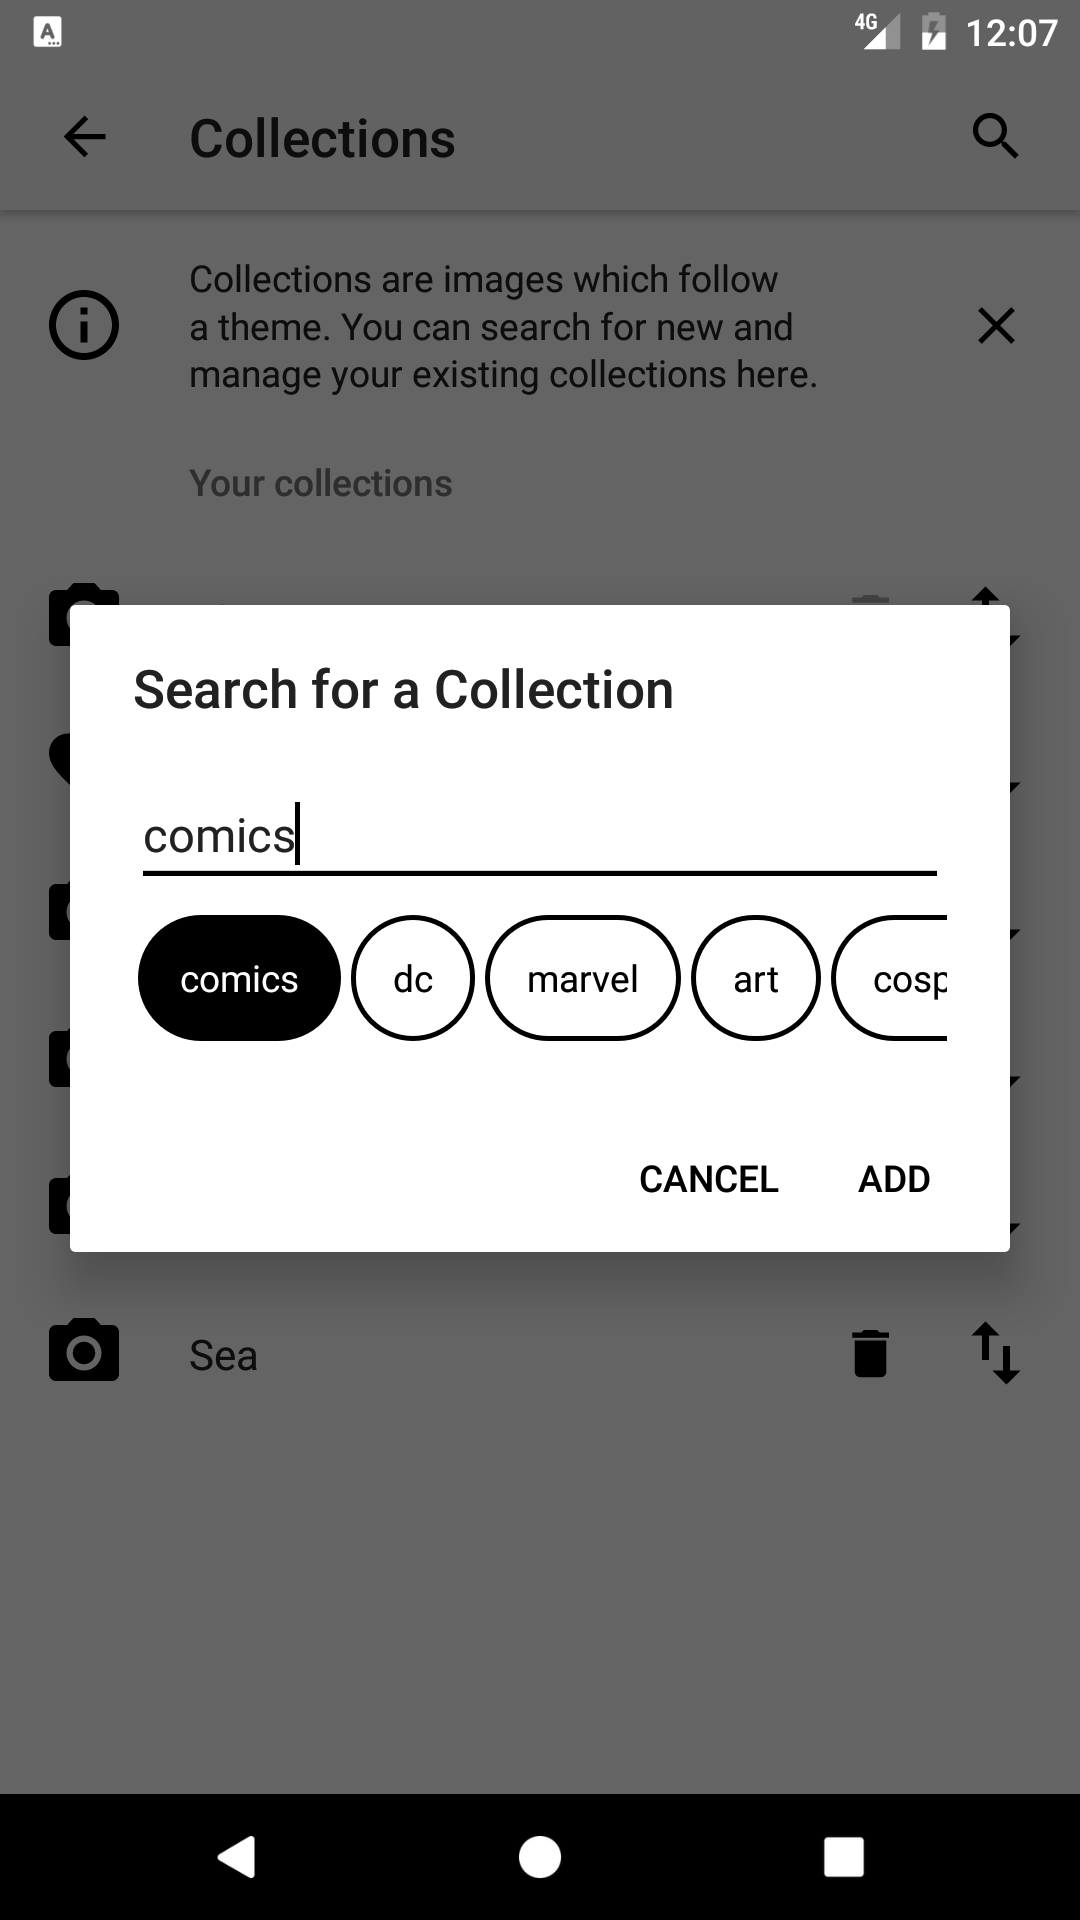 4G 12:07
Collections
Collections are images which follow
a theme. You can search for new and
manage your existing collections here.
Your collections
Search for a Collection
comics
comics dc marvel art cosp
CANCEL ADD
Sea